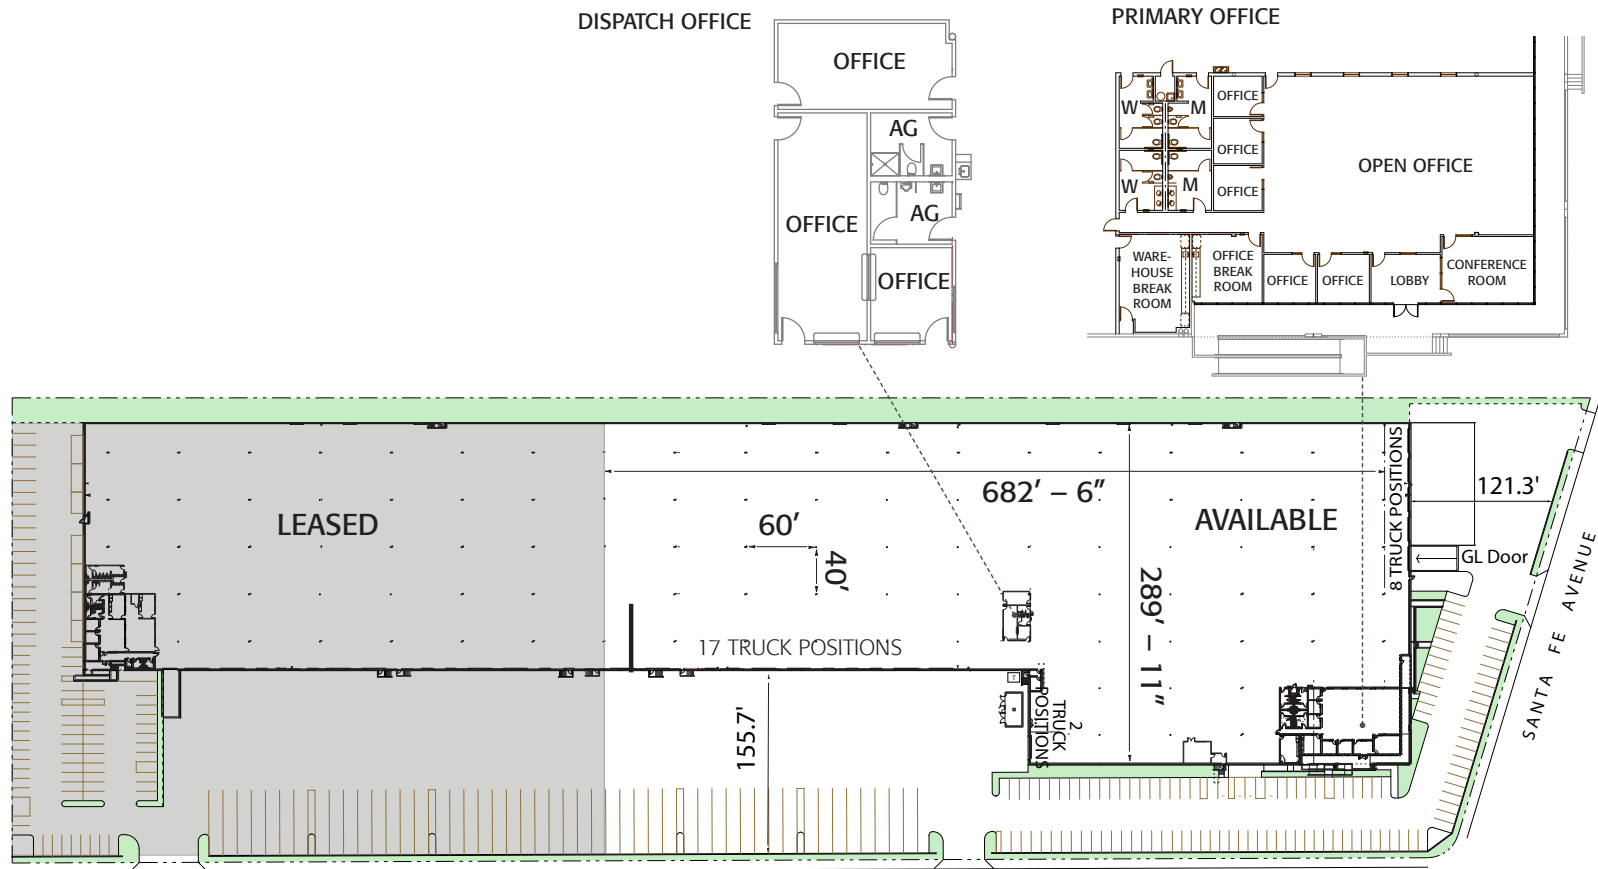 DISPATCH OFFICE
PRIMARY OFFICE
OFFICE
AG
OFFICE
AG
OFFICE
W
M
OFFICE
OFFICE
W
M
OFFICE
OPEN OFFICE
WARE-
HOUSE
BREAK
ROOM
OFFICE
BREAK
ROOM
OFFICE
OFFICE
LOBBY
CONFERENCE
ROOM
LEASED
682’ – 6”
60’
40’
AVAILABLE
289’ – 11”
8 TRUCK POSITIONS
121.3'
GL Door
17 TRUCK POSITIONS
2
TRUCK
POSITIONS
155.7'
SANTA FE AVENUE
T